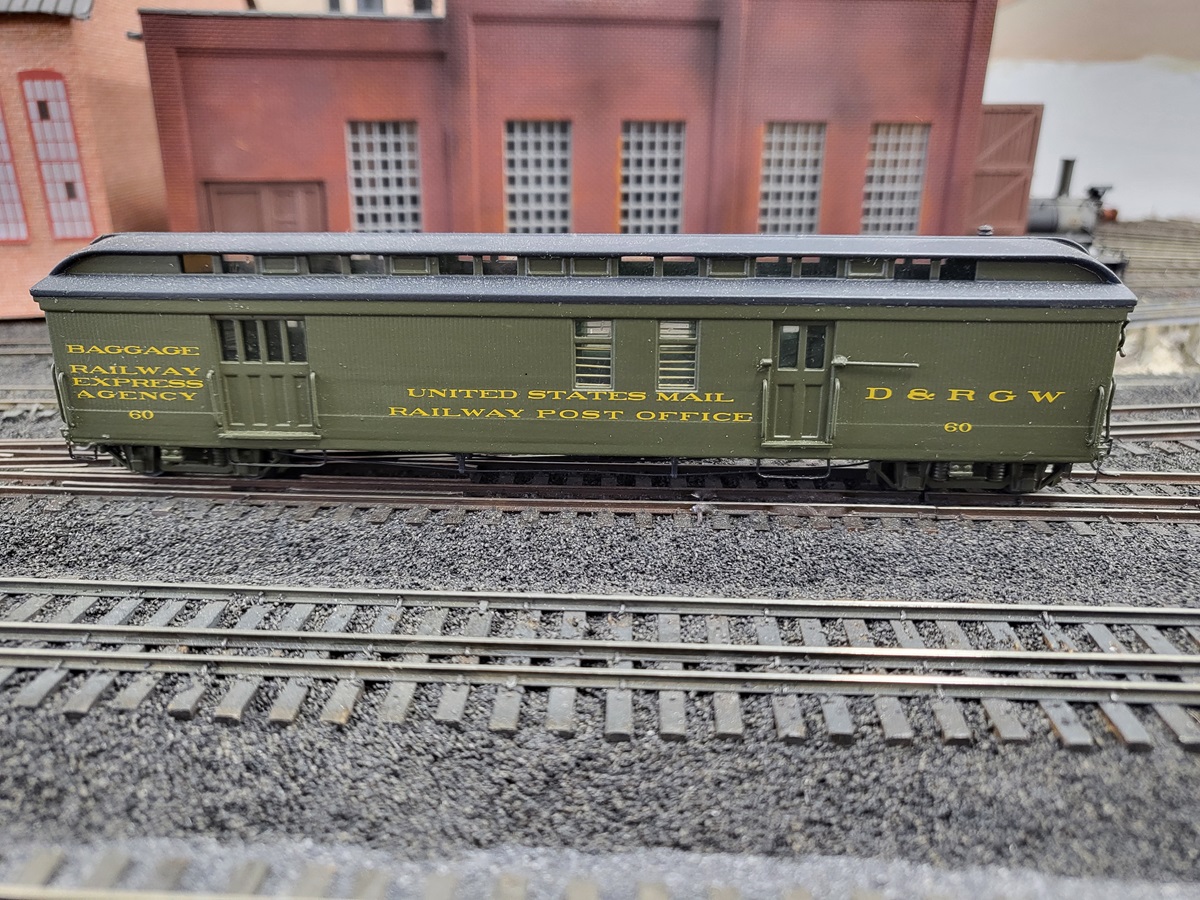 BAGGAGE
RAILWAY
EXPRESS
AGENCY
60
UNITED STATES MAIL
RAILWAY POST OFFICE
D & R G W
60